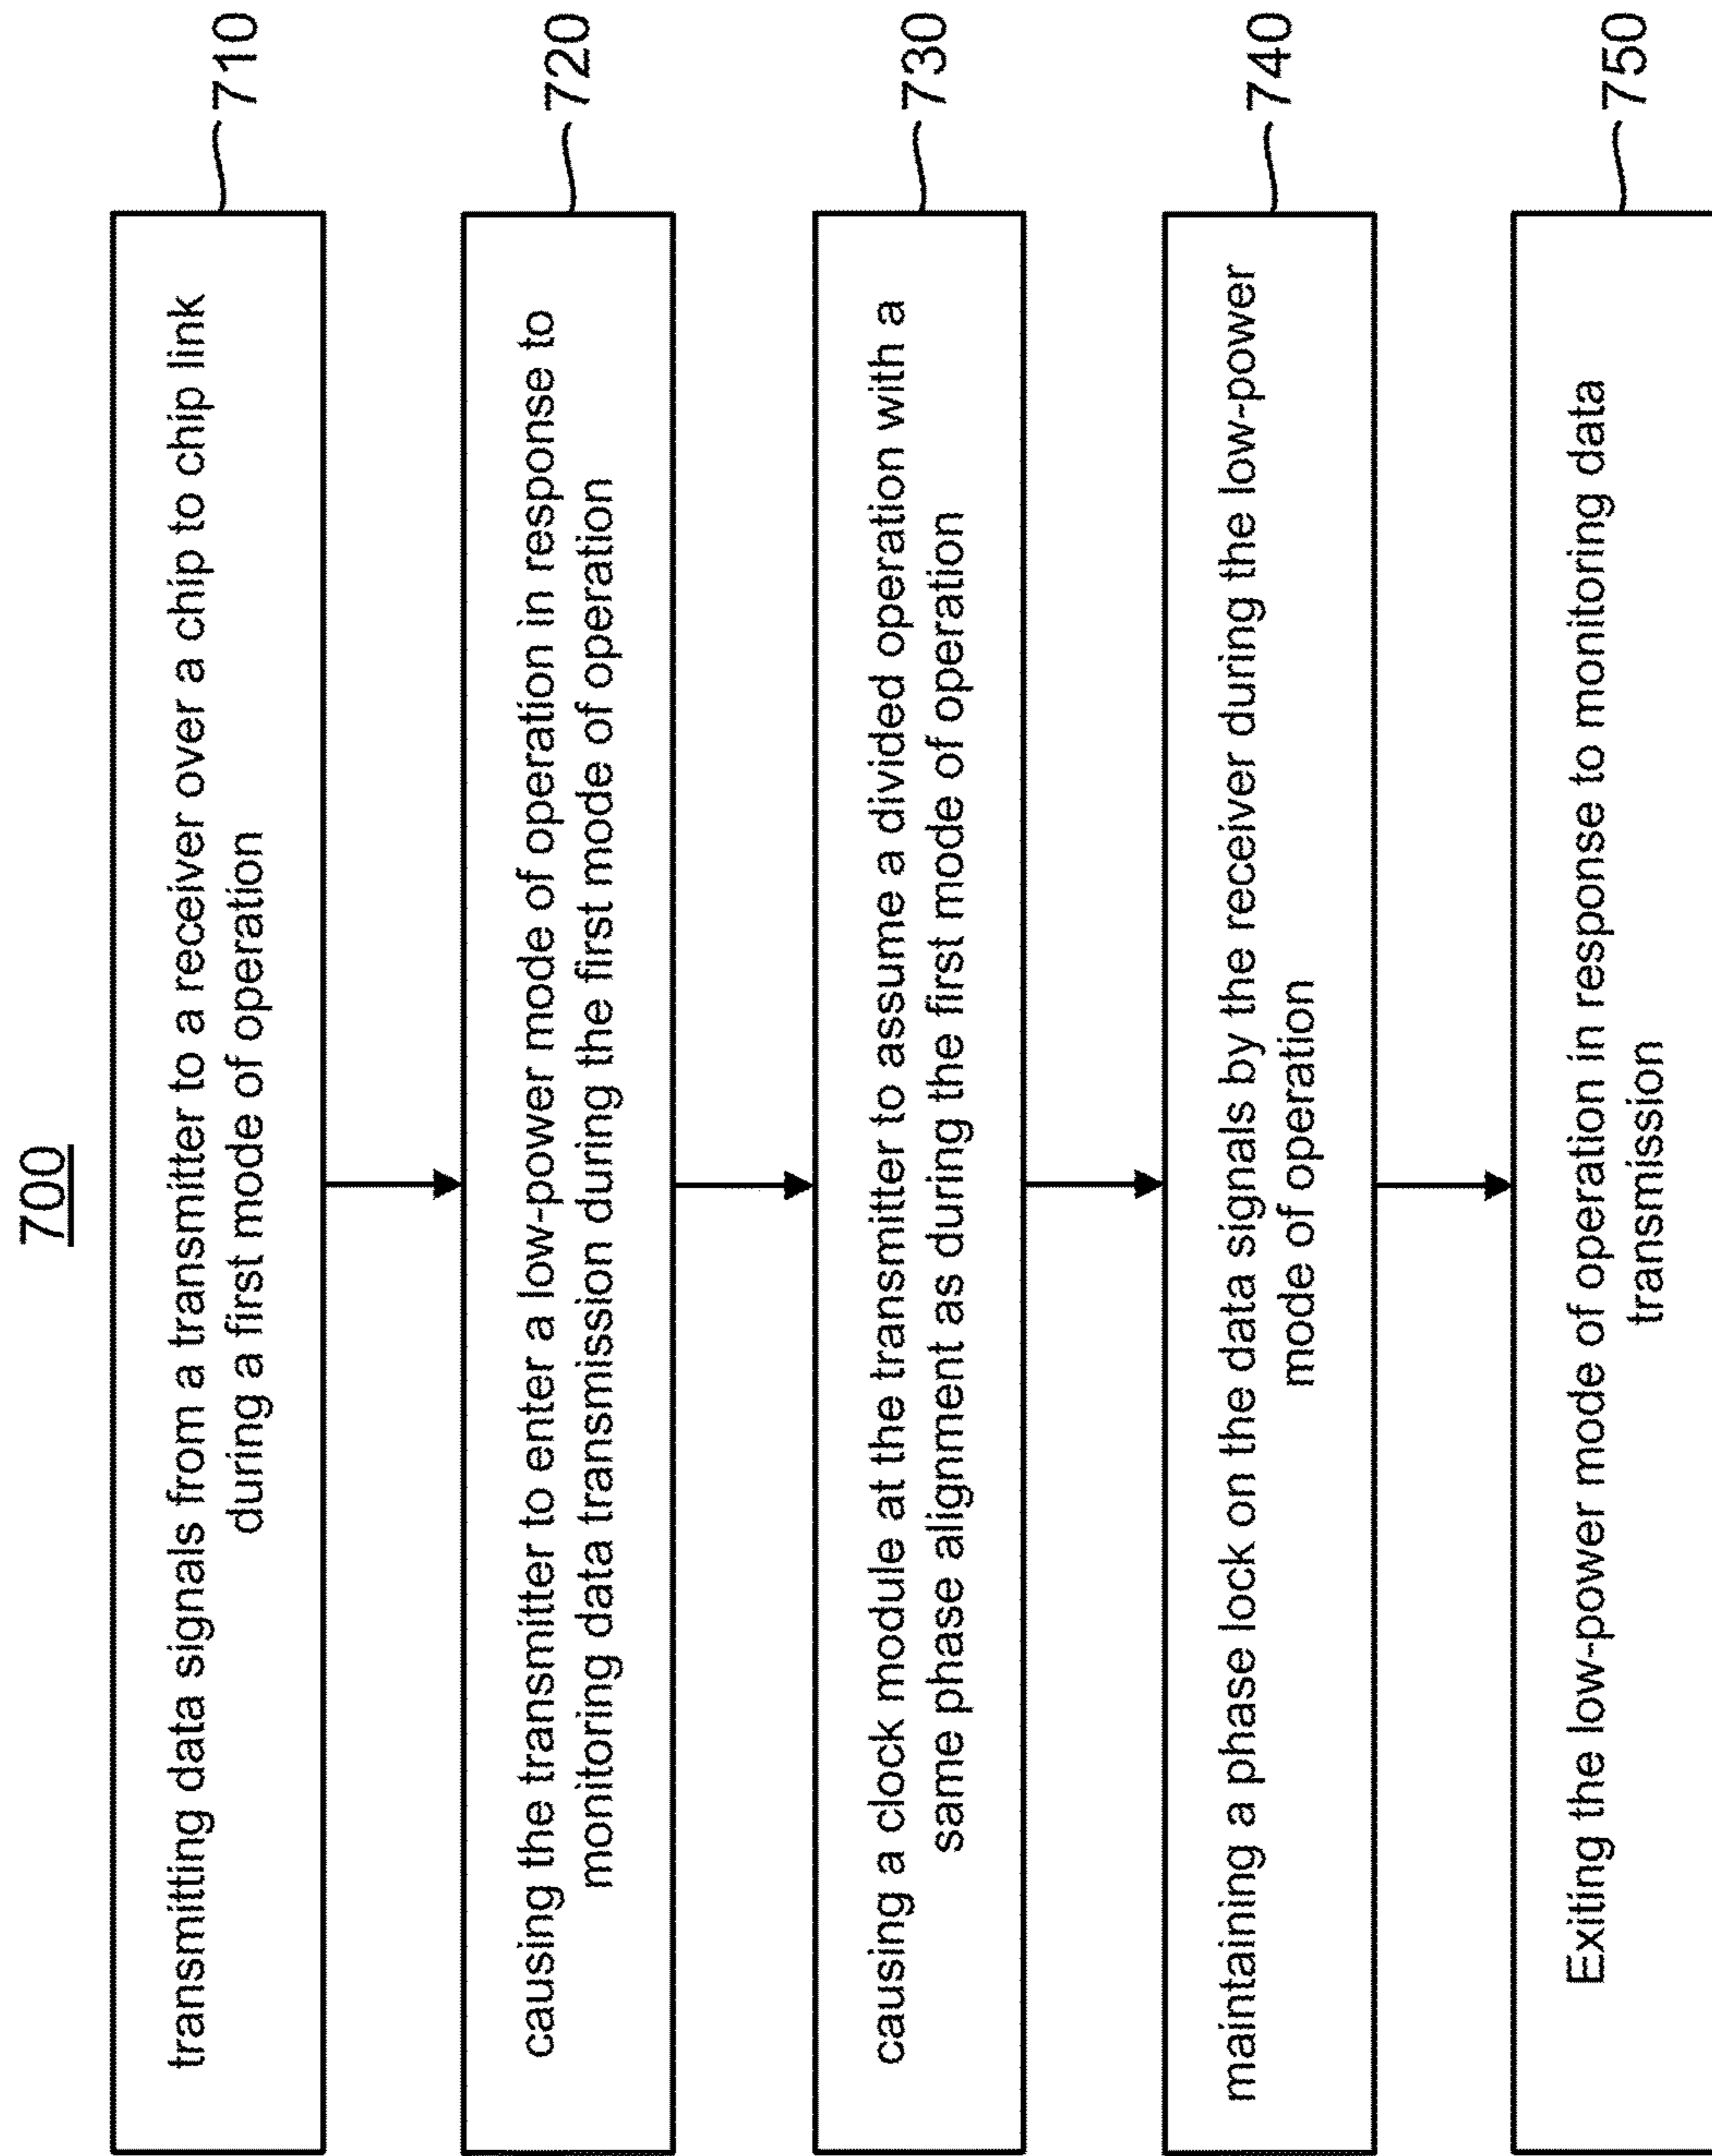 700
transmitting data signals from a transmitter to a receiver over a chip to chip link
during a first mode of operation
710
causing the transmitter to enter a low-power mode of operation in response to
monitoring data transmission during the first mode of operation
720
causing a clock module at the transmitter to assume a divided operation with a
same phase alignment as during the first mode of operation
730
maintaining a phase lock on the data signals by the receiver during the low-power
mode of operation
740
Exiting the low-power mode of operation in response to monitoring data
transmission
750